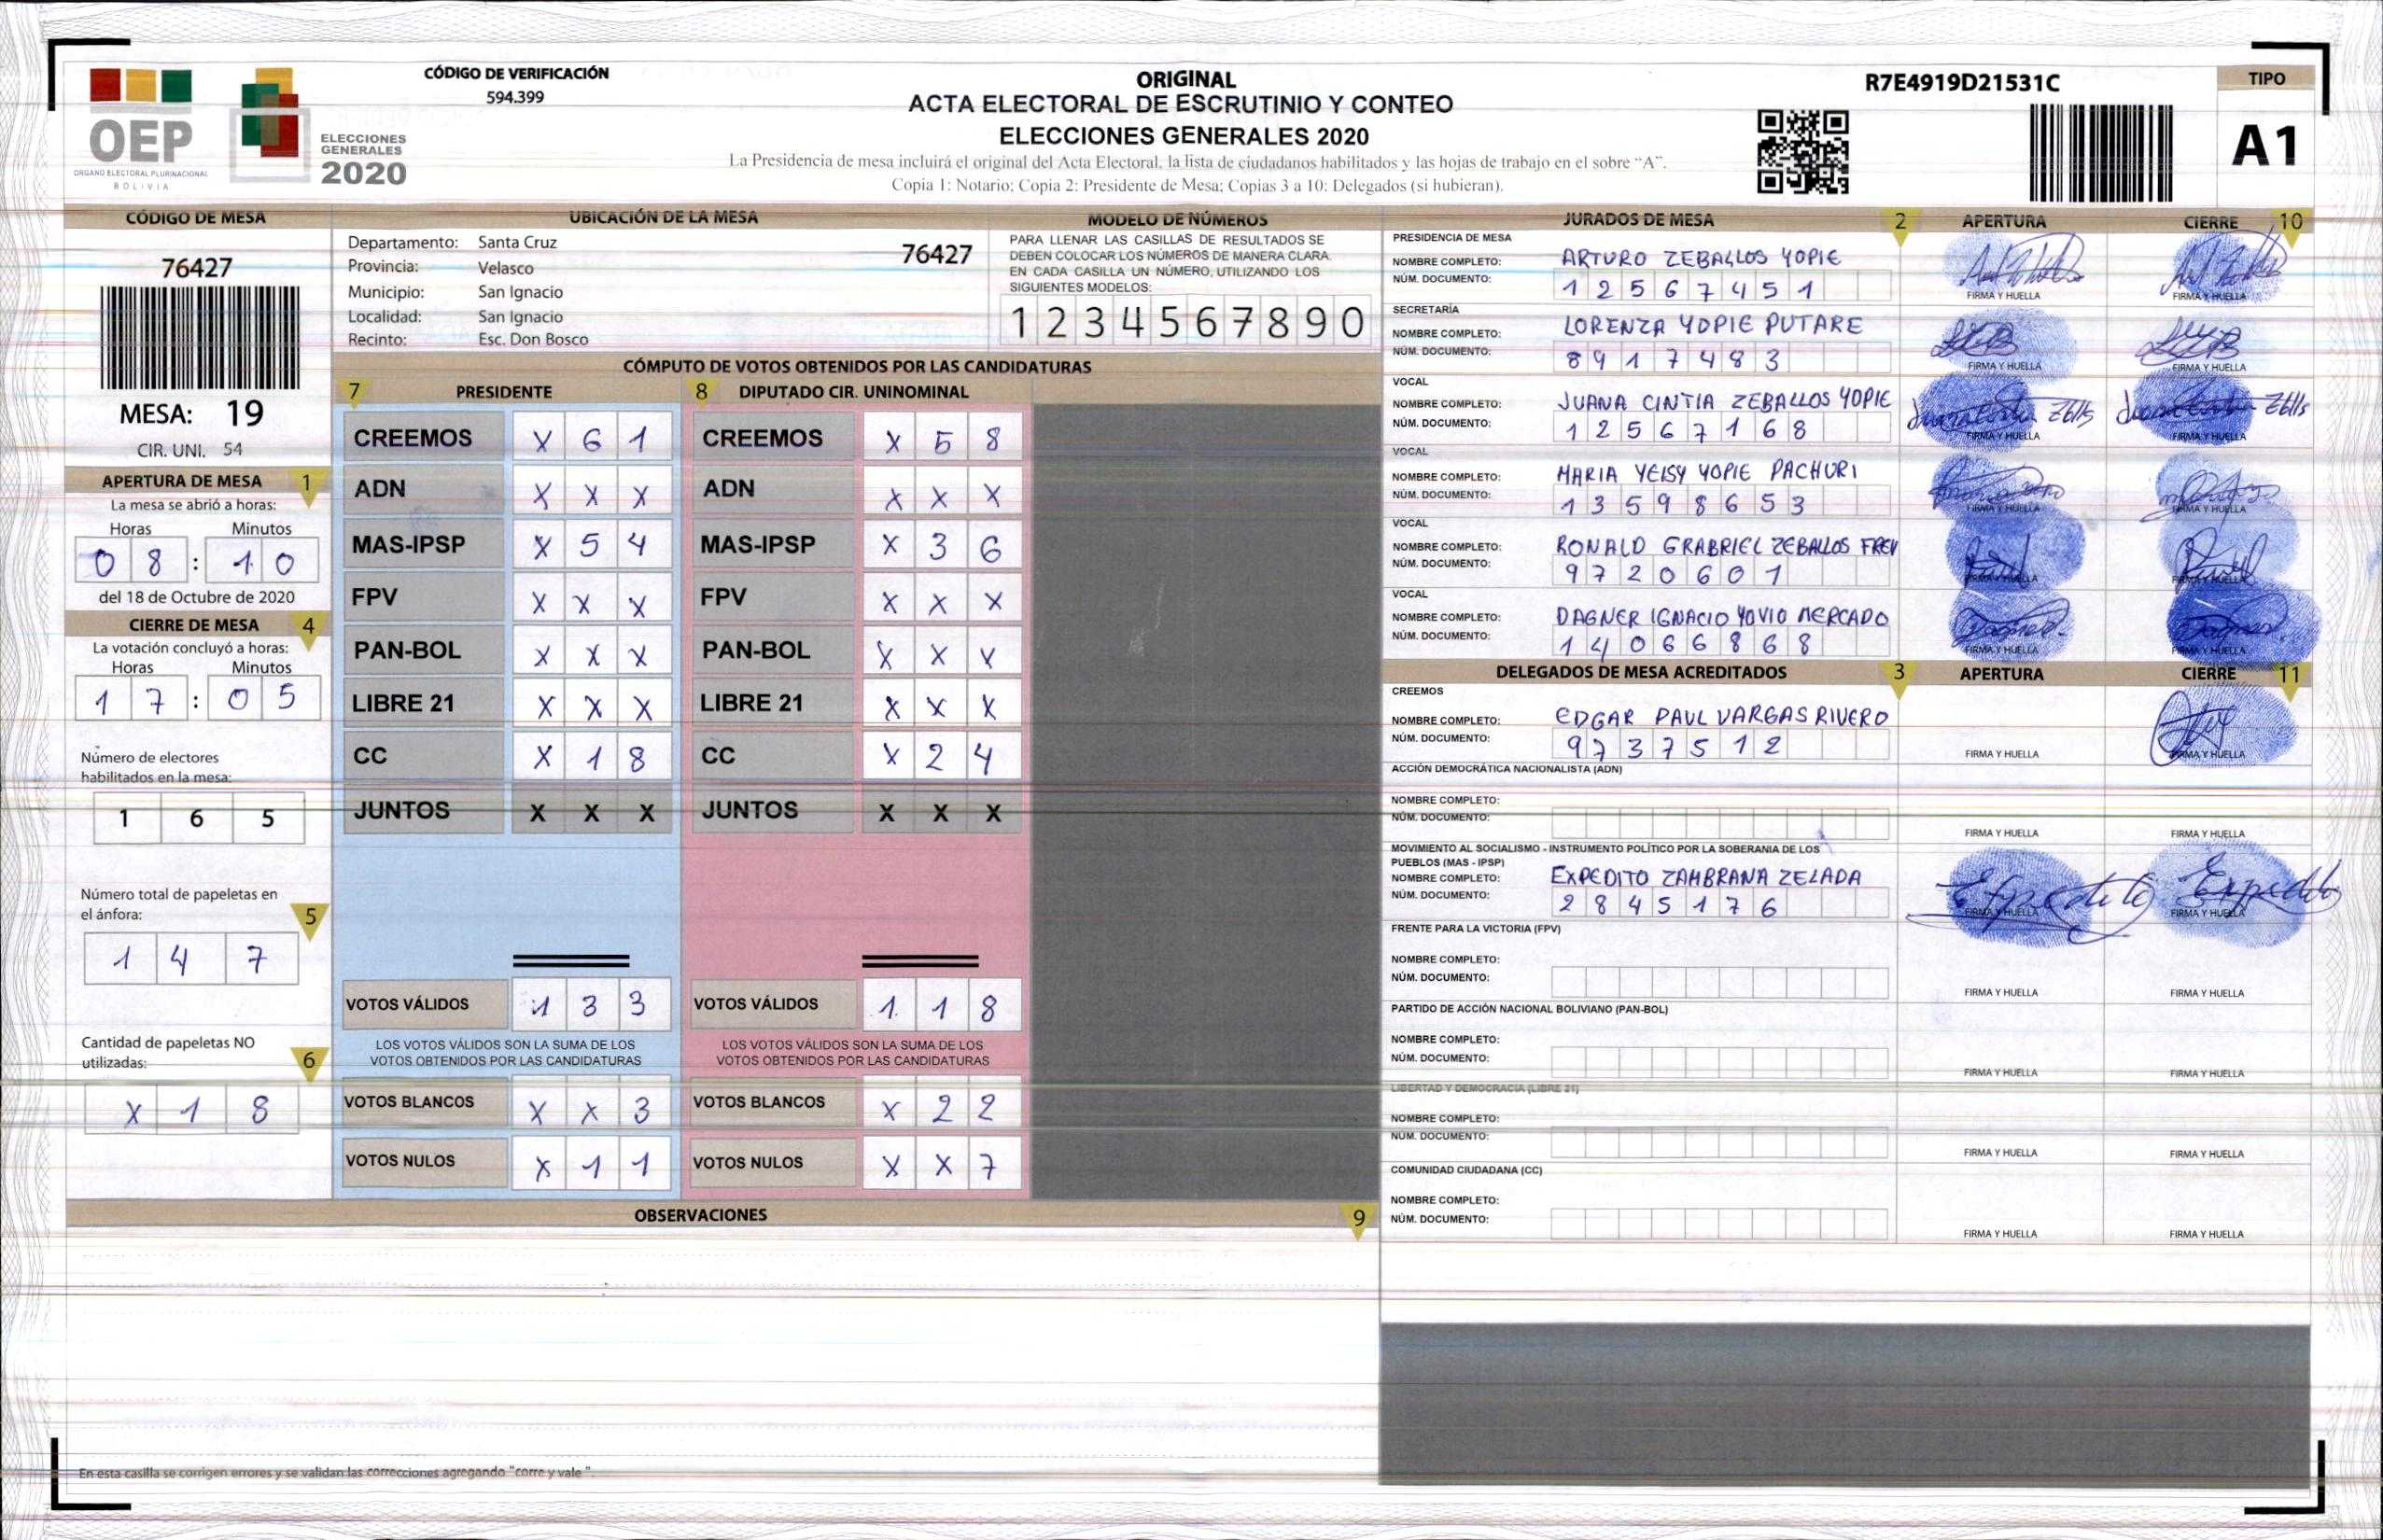 CÓDIGO DE VERIFICACIÓN
594.399
OEP
ÓRGANO ELECTORAL PLURINACIONAL
BOLIVIA
ELECCIONES
GENERALES
2020
ORIGINAL
ACTA ELECTORAL DE ESCRUTINIO Y CONTEO
ELECCIONES GENERALES 2020
La Presidencia de mesa incluirá el original del Acta Electoral, la lista de ciudadanos habilitados y las hojas de trabajo en el sobre "A".
Copia 1: Notario; Copia 2: Presidente de Mesa; Copias 3 a 10: Delegados (si hubieran).
R7E4919D21531C
TIPO
A1
CÓDIGO DE MESA
76427
MESA: 19
CIR. UNI. 54
APERTURA DE MESA 1
La mesa se abrió a horas:
Horas Minutos
0 8 : 1 0
del 18 de Octubre de 2020
CIERRE DE MESA 4
La votación concluyó a horas:
Horas Minutos
1 7 : 0 5
Número de electores
habilitados en la mesa:
1 6 5
Número total de papeletas en
el ánfora: 5
1 4 7
Cantidad de papeletas NO
utilizadas: 6
X 1 8
UBICACIÓN DE LA MESA
Departamento: Santa Cruz 76427
Provincia: Velasco
Municipio: San Ignacio
Localidad: San Ignacio
Recinto: Esc. Don Bosco
MODELO DE NÚMEROS
PARA LLENAR LAS CASILLAS DE RESULTADOS SE
DEBEN COLOCAR LOS NÚMEROS DE MANERA CLARA.
EN CADA CASILLA UN NÚMERO, UTILIZANDO LOS
SIGUIENTES MODELOS:
1 2 3 4 5 6 7 8 9 0
CÓMPUTO DE VOTOS OBTENIDOS POR LAS CANDIDATURAS
7 PRESIDENTE 8 DIPUTADO CIR. UNINOMINAL
CREEMOS X 6 1 CREEMOS X 5 8
ADN X X X ADN X X X
MAS-IPSP X 5 4 MAS-IPSP X 3 6
FPV X X X FPV X X X
PAN-BOL X X X PAN-BOL X X X
LIBRE 21 X X X LIBRE 21 X X X
CC X 1 8 CC X 2 4
JUNTOS X X X JUNTOS X X X
VOTOS VÁLIDOS 1 3 3 VOTOS VÁLIDOS 1 1 8
LOS VOTOS VÁLIDOS SON LA SUMA DE LOS LOS VOTOS VÁLIDOS SON LA SUMA DE LOS
VOTOS OBTENIDOS POR LAS CANDIDATURAS VOTOS OBTENIDOS POR LAS CANDIDATURAS
VOTOS BLANCOS X X 3 VOTOS BLANCOS X 2 2
VOTOS NULOS X 1 1 VOTOS NULOS X X 7
OBSERVACIONES 9
En esta casilla se corrigen errores y se validan las correcciones agregando "corre y vale".
JURADOS DE MESA 2 APERTURA CIERRE 10
PRESIDENCIA DE MESA
NOMBRE COMPLETO: ARTURO ZEBALLOS YOPIE
NÚM. DOCUMENTO: 1 2 5 6 7 4 5 1
FIRMA Y HUELLA FIRMA Y HUELLA
SECRETARÍA
NOMBRE COMPLETO: LORENZA YOPIE PUTARE
NÚM. DOCUMENTO: 8 9 1 7 4 8 3
FIRMA Y HUELLA FIRMA Y HUELLA
VOCAL
NOMBRE COMPLETO: JUANA CINTIA ZEBALLOS YOPIE
NÚM. DOCUMENTO: 1 2 5 6 7 1 6 8
FIRMA Y HUELLA FIRMA Y HUELLA
VOCAL
NOMBRE COMPLETO: MARIA YEISY YOPIE PACHURI
NÚM. DOCUMENTO: 1 3 5 9 8 6 5 3
FIRMA Y HUELLA FIRMA Y HUELLA
VOCAL
NOMBRE COMPLETO: RONALD GRABRIEL ZEBALLOS
NÚM. DOCUMENTO: 9 7 2 0 6 0 1
FIRMA Y HUELLA FIRMA Y HUELLA
VOCAL
NOMBRE COMPLETO: DAGNER IGNACIO YOVIO MERCADO
NÚM. DOCUMENTO: 1 4 0 6 6 8 6 8
FIRMA Y HUELLA FIRMA Y HUELLA
DELEGADOS DE MESA ACREDITADOS 3 APERTURA CIERRE 11
CREEMOS
NOMBRE COMPLETO: EDGAR PAUL VARGAS RIVERO
NÚM. DOCUMENTO: 9 7 3 7 5 1 2
FIRMA Y HUELLA FIRMA Y HUELLA
ACCIÓN DEMOCRÁTICA NACIONALISTA (ADN)
NOMBRE COMPLETO:
NÚM. DOCUMENTO:
FIRMA Y HUELLA FIRMA Y HUELLA
MOVIMIENTO AL SOCIALISMO - INSTRUMENTO POLÍTICO POR LA SOBERANIA DE LOS
PUEBLOS (MAS - IPSP)
NOMBRE COMPLETO: EXPEDITO ZAMBRANA ZELADA
NÚM. DOCUMENTO: 2 8 4 5 1 7 6
FIRMA Y HUELLA FIRMA Y HUELLA
FRENTE PARA LA VICTORIA (FPV)
NOMBRE COMPLETO:
NÚM. DOCUMENTO:
FIRMA Y HUELLA FIRMA Y HUELLA
PARTIDO DE ACCIÓN NACIONAL BOLIVIANO (PAN-BOL)
NOMBRE COMPLETO:
NÚM. DOCUMENTO:
FIRMA Y HUELLA FIRMA Y HUELLA
LIBERTAD Y DEMOCRACIA (LIBRE 21)
NOMBRE COMPLETO:
NÚM. DOCUMENTO:
FIRMA Y HUELLA FIRMA Y HUELLA
COMUNIDAD CIUDADANA (CC)
NOMBRE COMPLETO:
NÚM. DOCUMENTO:
FIRMA Y HUELLA FIRMA Y HUELLA